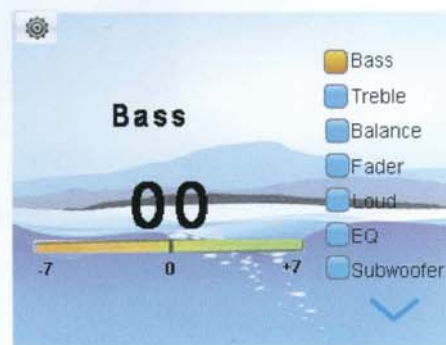 Bass
00
-7 0 +7
Bass
Treble
Balance
Fader
Loud
EQ
Subwoofer